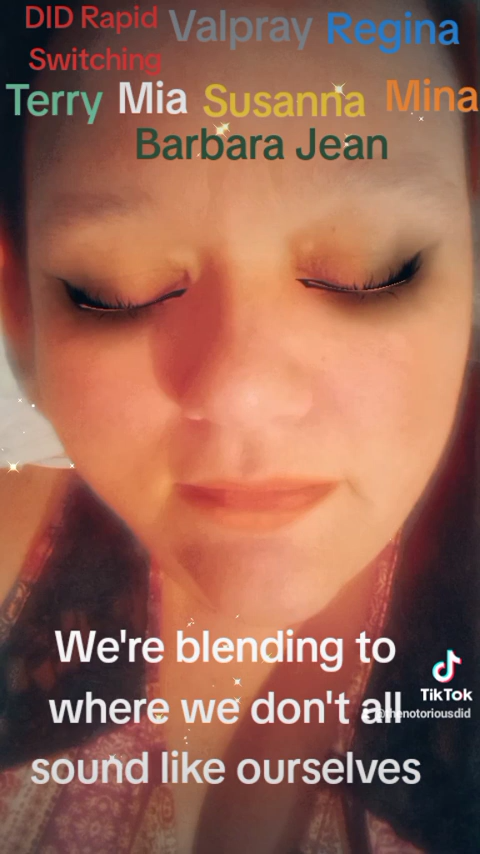 DID Rapid Valpray Regina
Switching
Terry Mia Susanna Mina
Barbara Jean
We're blending to
where we don't all
sound like ourselves
TikTok
@thenotoriousdid